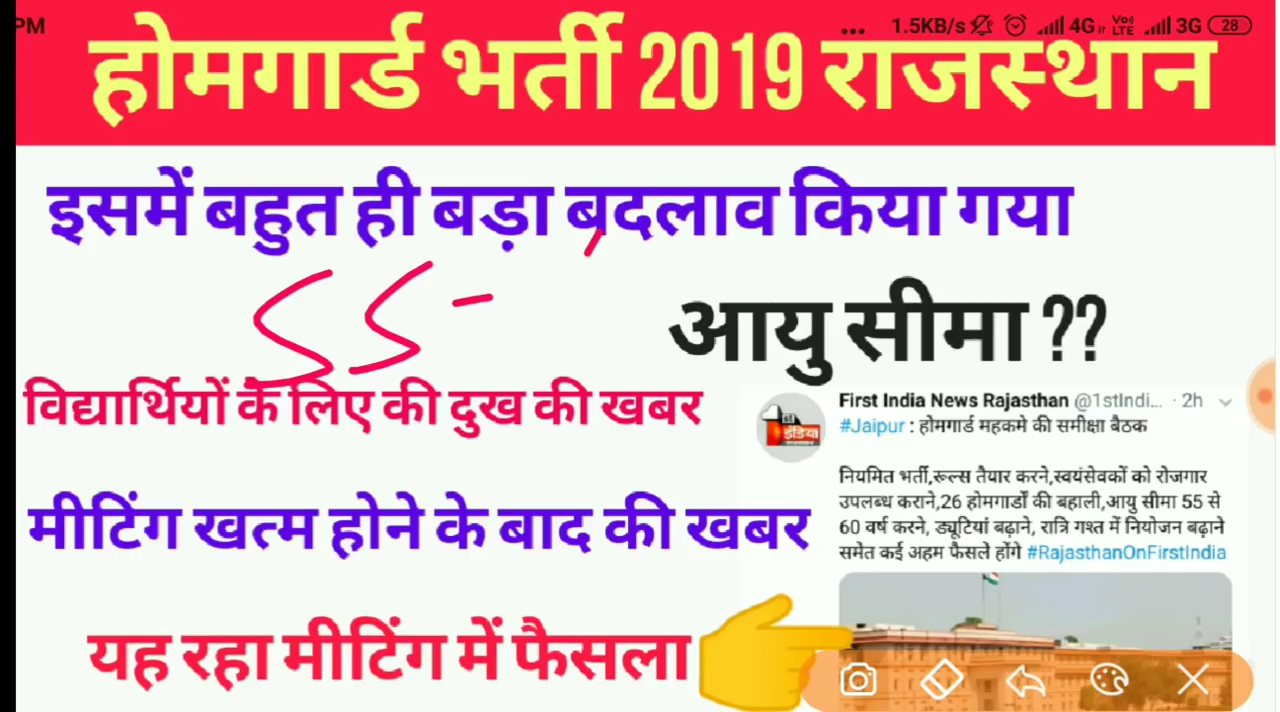 PM
... 1.5KB/s 4G Vo) LTE 3G 28
होमगार्ड भर्ती 2019 राजस्थान
इसमें बहुत ही बड़ा बदलाव किया गया
55-
आयु सीमा ??
विद्यार्थियों के लिए की दुख की खबर
मीटिंग खत्म होने के बाद की खबर
यह रहा मीटिंग में फैसला
First India News Rajasthan @1stIndi... · 2h
#Jaipur : होमगार्ड महकमे की समीक्षा बैठक
नियमित भर्ती,रूल्स तैयार करने,स्वयंसेवकों को रोजगार
उपलब्ध कराने,26 होमगार्डों की बहाली,आयु सीमा 55 से
60 वर्ष करने, ड्यूटियां बढ़ाने, रात्रि गश्त में नियोजन बढ़ाने
समेत कई अहम फैसले होंगे #RajasthanOnFirstIndia
इंडिया